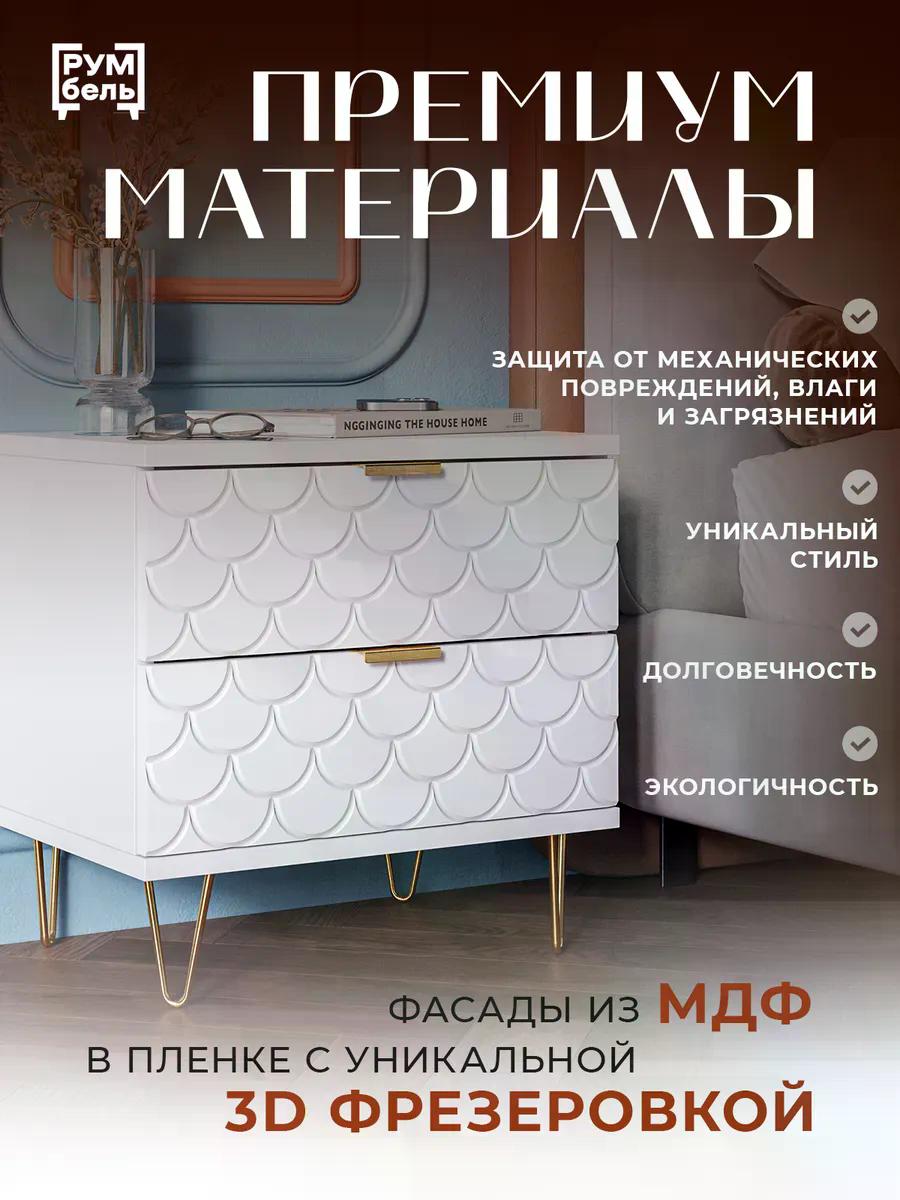 РУМ
бель
ПРЕМИУМ
МАТЕРИАЛЫ
ЗАЩИТА ОТ МЕХАНИЧЕСКИХ
ПОВРЕЖДЕНИЙ, ВЛАГИ
И ЗАГРЯЗНЕНИЙ
NGGINGING THE HOUSE HOME
УНИКАЛЬНЫЙ
СТИЛЬ
ДОЛГОВЕЧНОСТЬ
ЭКОЛОГИЧНОСТЬ
ФАСАДЫ ИЗ МДФ
В ПЛЕНКЕ С УНИКАЛЬНОЙ
3D ФРЕЗЕРОВКОЙ